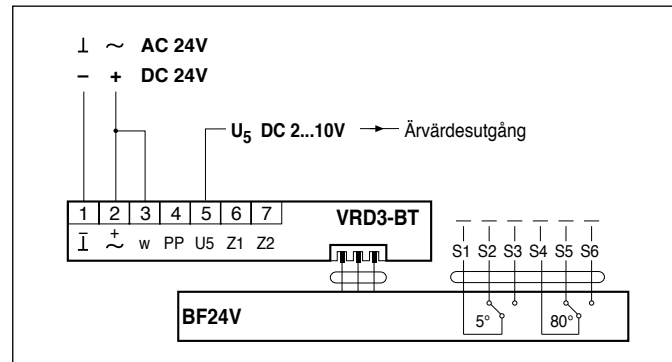 ⊥ ~ AC 24V
− + DC 24V
U5 DC 2...10V Ärvärdesutgång
1 2 3 4 5 6 7 VRD3-BT
⊥ ~ w PP U5 Z1 Z2
− +
S1 S2 S3 S4 S5 S6
BF24V 5° 80°